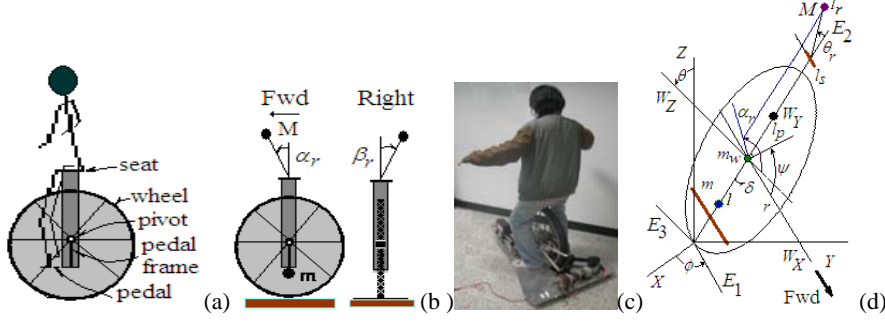 seat
wheel
pivot
pedal
frame
pedal
(a)
Fwd
M
αr
m
Right
βr
(b)
(c)
M
lr
E2
θr
ls
Z
θ
WZ
αr
WY
lp
mw
ψ
m
δ
r
l
E3
X
ϕ
E1
WX
Y
Fwd
(d)